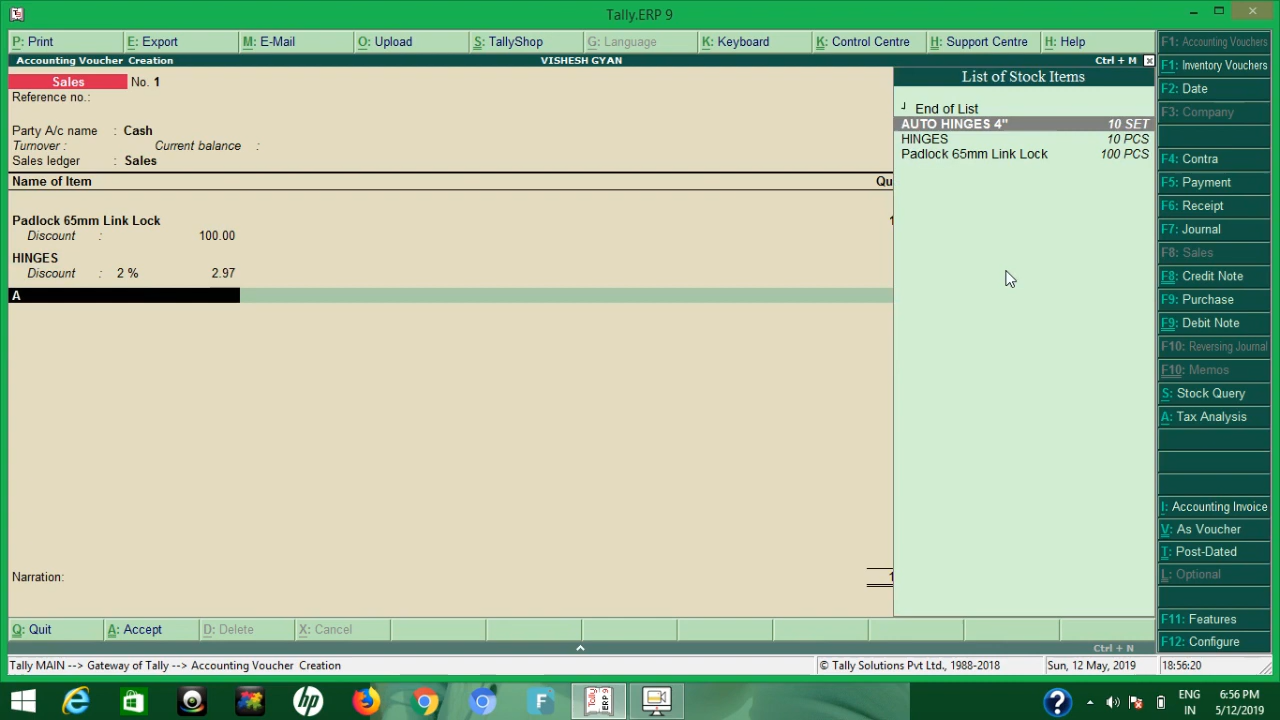 Tally.ERP 9
P: Print E: Export M: E-Mail O: Upload S: TallyShop G: Language K: Keyboard K: Control Centre H: Support Centre H: Help
F1: Accounting Vouchers
Accounting Voucher Creation VISHESH GYAN Ctrl + M
F1: Inventory Vouchers
Sales No. 1
List of Stock Items
F2: Date
Reference no.:
End of List
F3: Company
AUTO HINGES 4" 10 SET
Party A/c name : Cash
HINGES 10 PCS
Turnover : Current balance :
Padlock 65mm Link Lock 100 PCS
Sales ledger : Sales
F4: Contra
Name of Item Qu
F5: Payment
F6: Receipt
Padlock 65mm Link Lock 1
F7: Journal
Discount : 100.00
F8: Sales
HINGES
Discount : 2 % 2.97
F8: Credit Note
A
F9: Purchase
F9: Debit Note
F10: Reversing Journal
F10: Memos
S: Stock Query
A: Tax Analysis
I: Accounting Invoice
V: As Voucher
T: Post-Dated
L: Optional
Narration: 1
F11: Features
Q: Quit A: Accept D: Delete X: Cancel
F12: Configure
Ctrl + N
Tally MAIN --> Gateway of Tally --> Accounting Voucher Creation © Tally Solutions Pvt Ltd., 1988-2018 Sun, 12 May, 2019 18:56:20
hp F Tally ERP 9 ? ENG IN 6:56 PM 5/12/2019